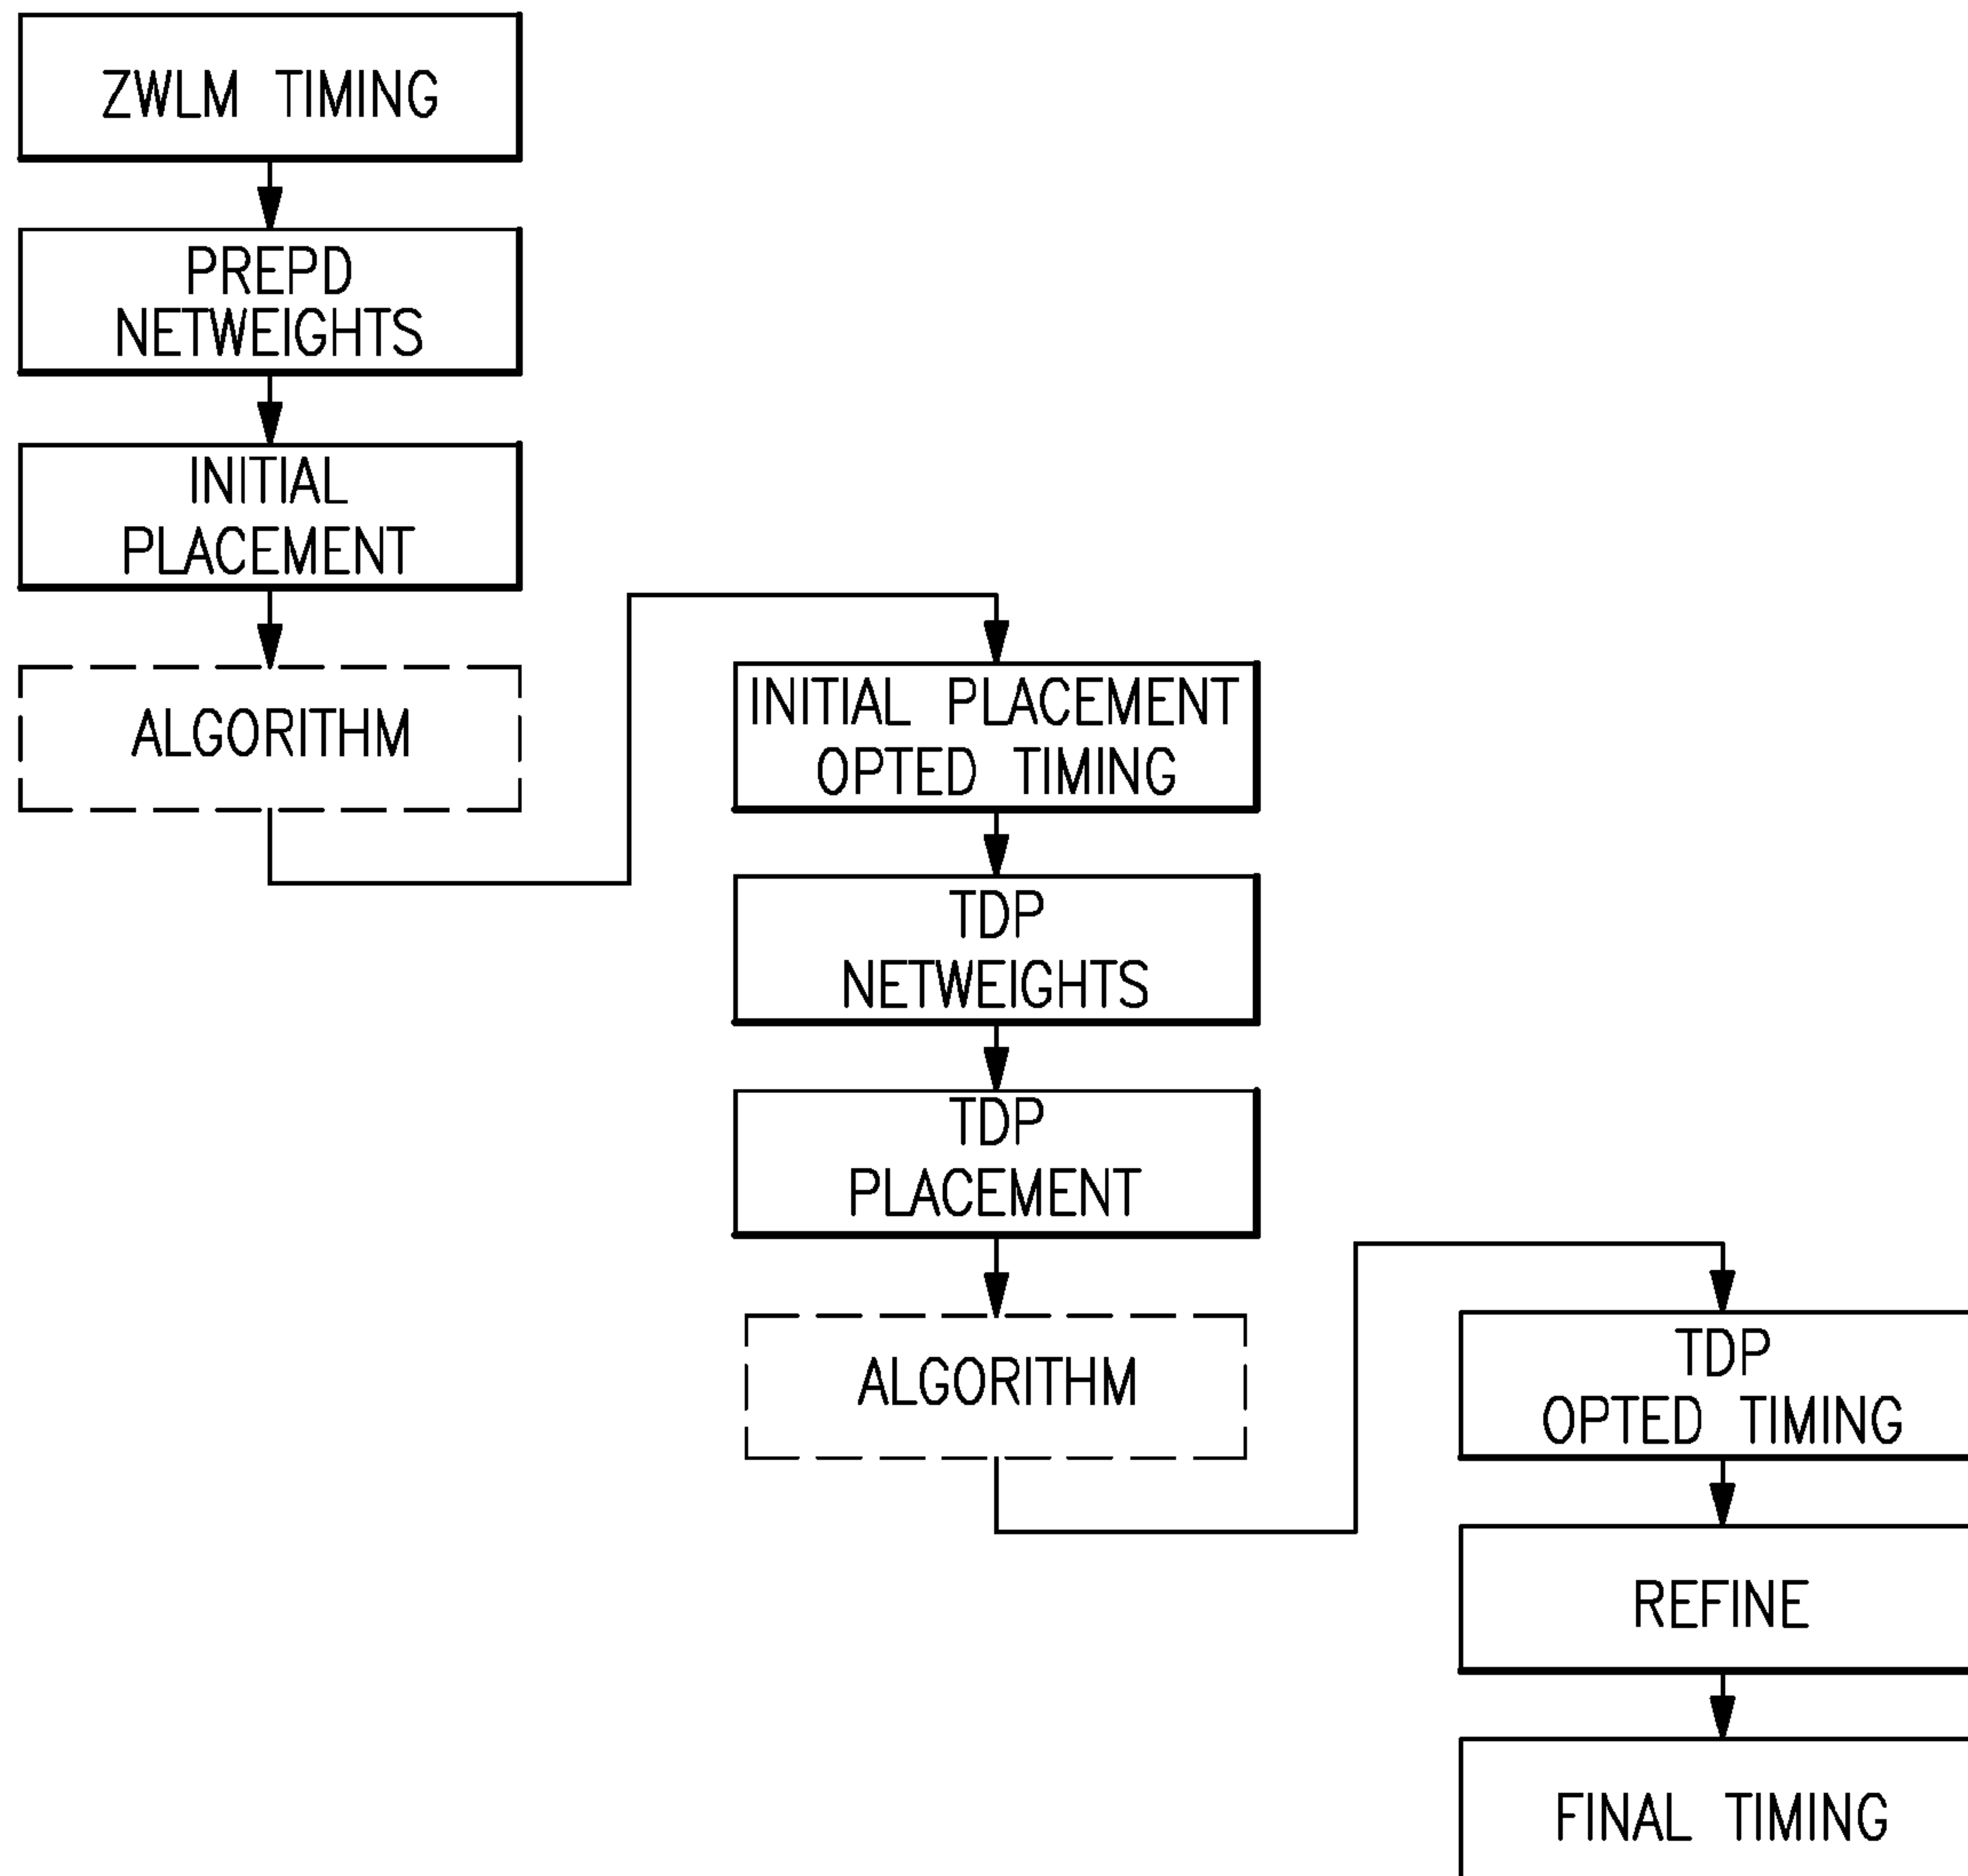 ZWLM TIMING
PREPD
NETWEIGHTS
INITIAL
PLACEMENT
ALGORITHM
INITIAL PLACEMENT
OPTED TIMING
TDP
NETWEIGHTS
TDP
PLACEMENT
ALGORITHM
TDP
OPTED TIMING
REFINE
FINAL TIMING